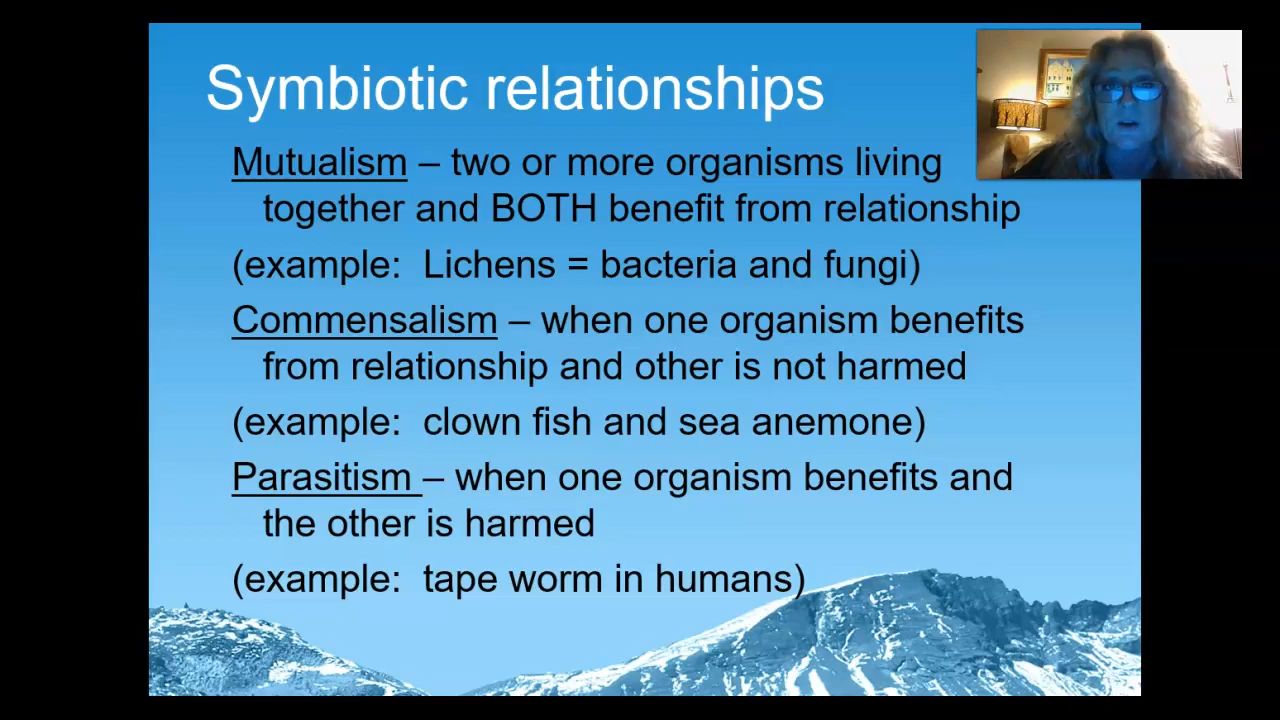 Symbiotic relationships
Mutualism – two or more organisms living
together and BOTH benefit from relationship
(example:  Lichens = bacteria and fungi)
Commensalism – when one organism benefits
from relationship and other is not harmed
(example:  clown fish and sea anemone)
Parasitism – when one organism benefits and
the other is harmed
(example:  tape worm in humans)